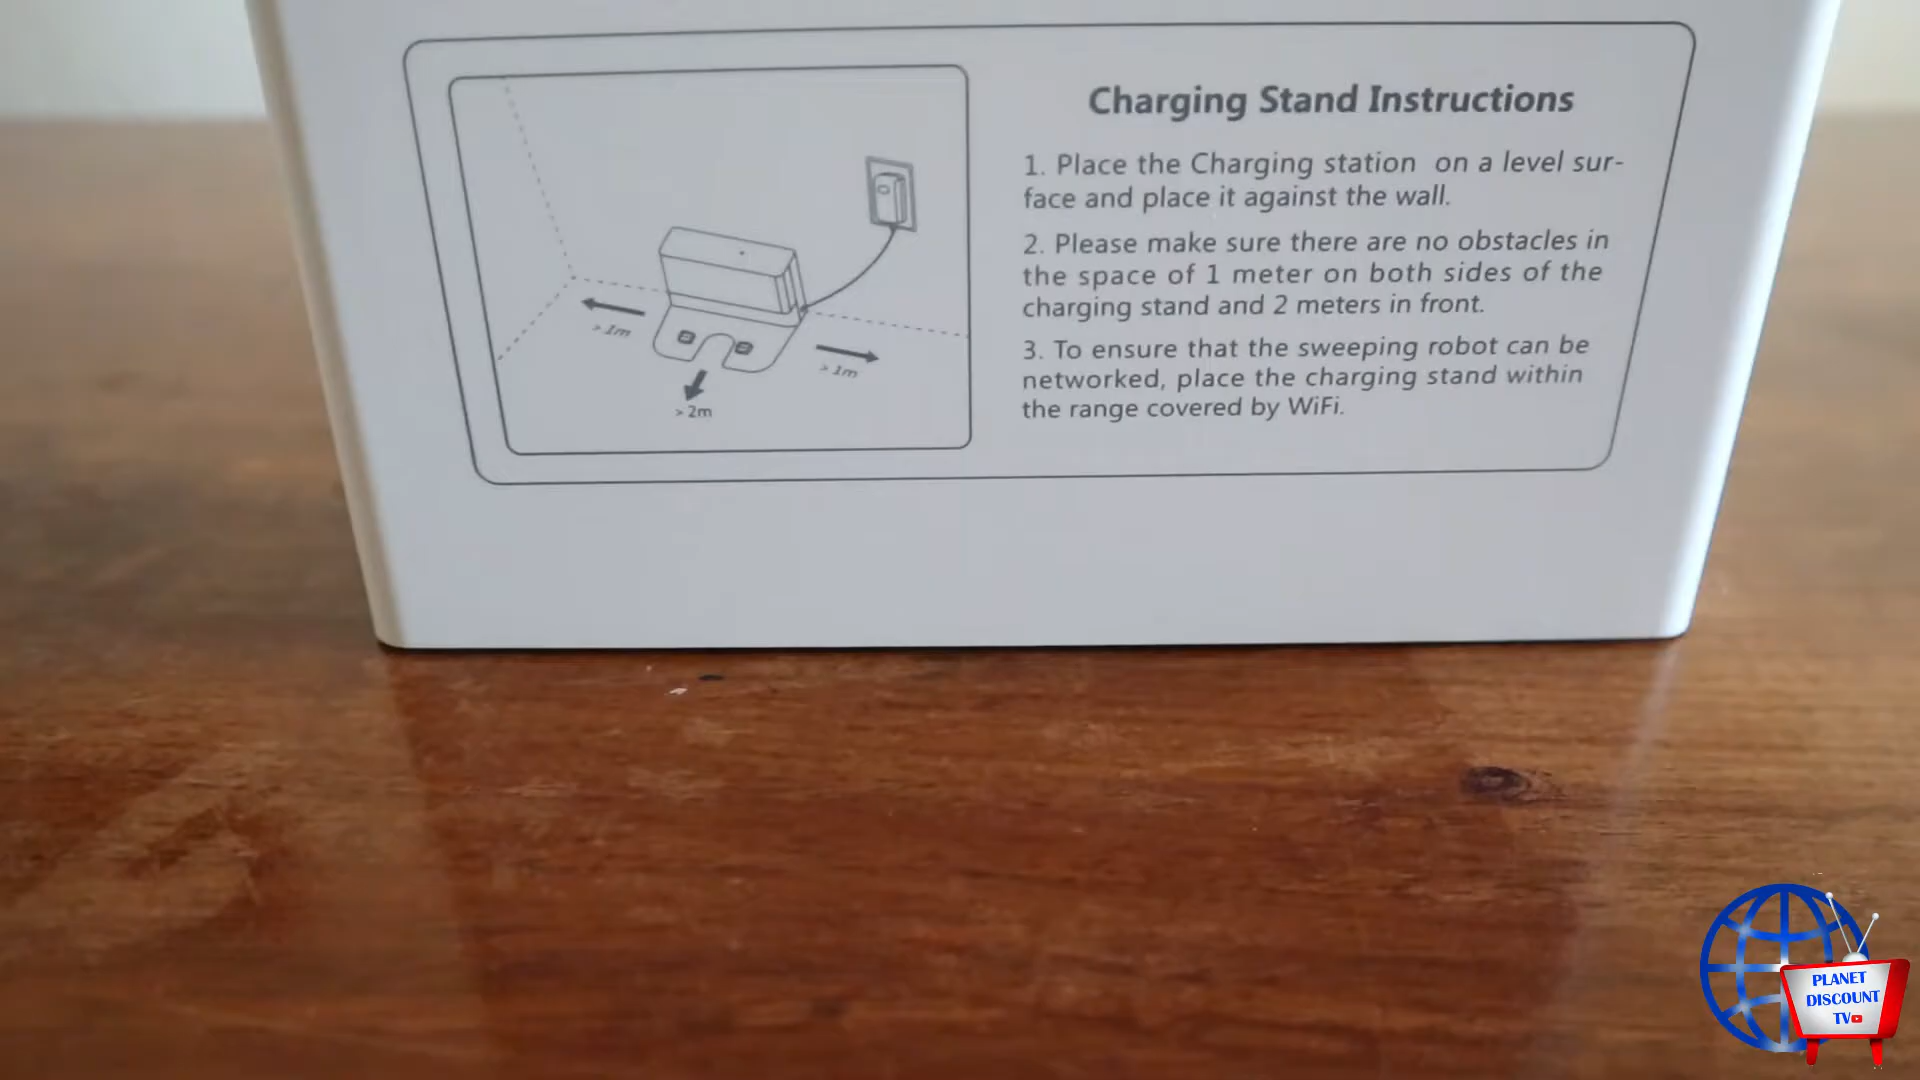 Charging Stand Instructions
1. Place the Charging station on a level sur-
face and place it against the wall.
2. Please make sure there are no obstacles in
the space of 1 meter on both sides of the
charging stand and 2 meters in front.
3. To ensure that the sweeping robot can be
networked, place the charging stand within
the range covered by WiFi.
> 1m
> 1m
> 2m
PLANET
DISCOUNT
TV